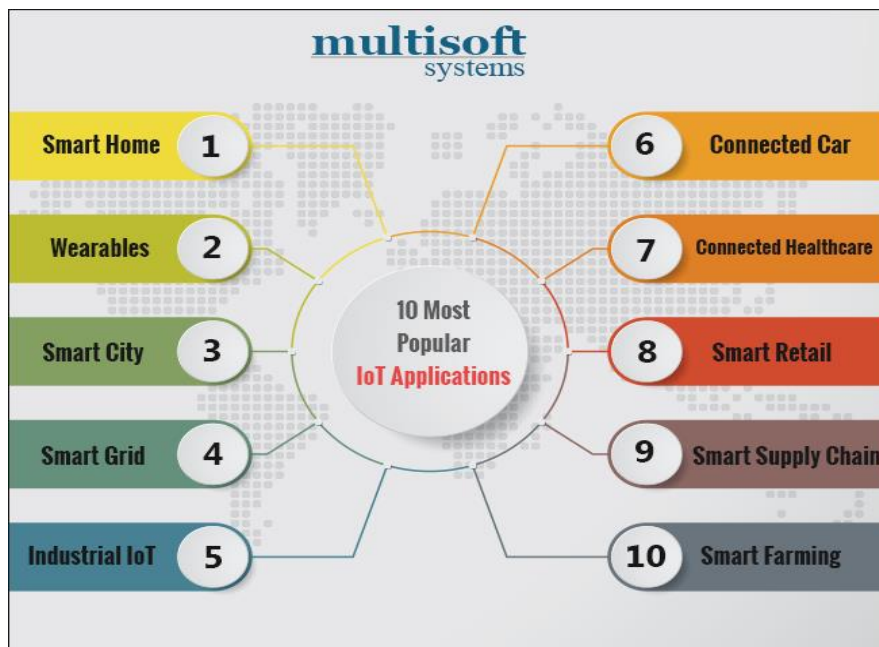 multisoft
systems
Smart Home 1
Wearables 2
Smart City 3
Smart Grid 4
Industrial IoT 5
10 Most
Popular
IoT Applications
6 Connected Car
7 Connected Healthcare
8 Smart Retail
9 Smart Supply Chain
10 Smart Farming